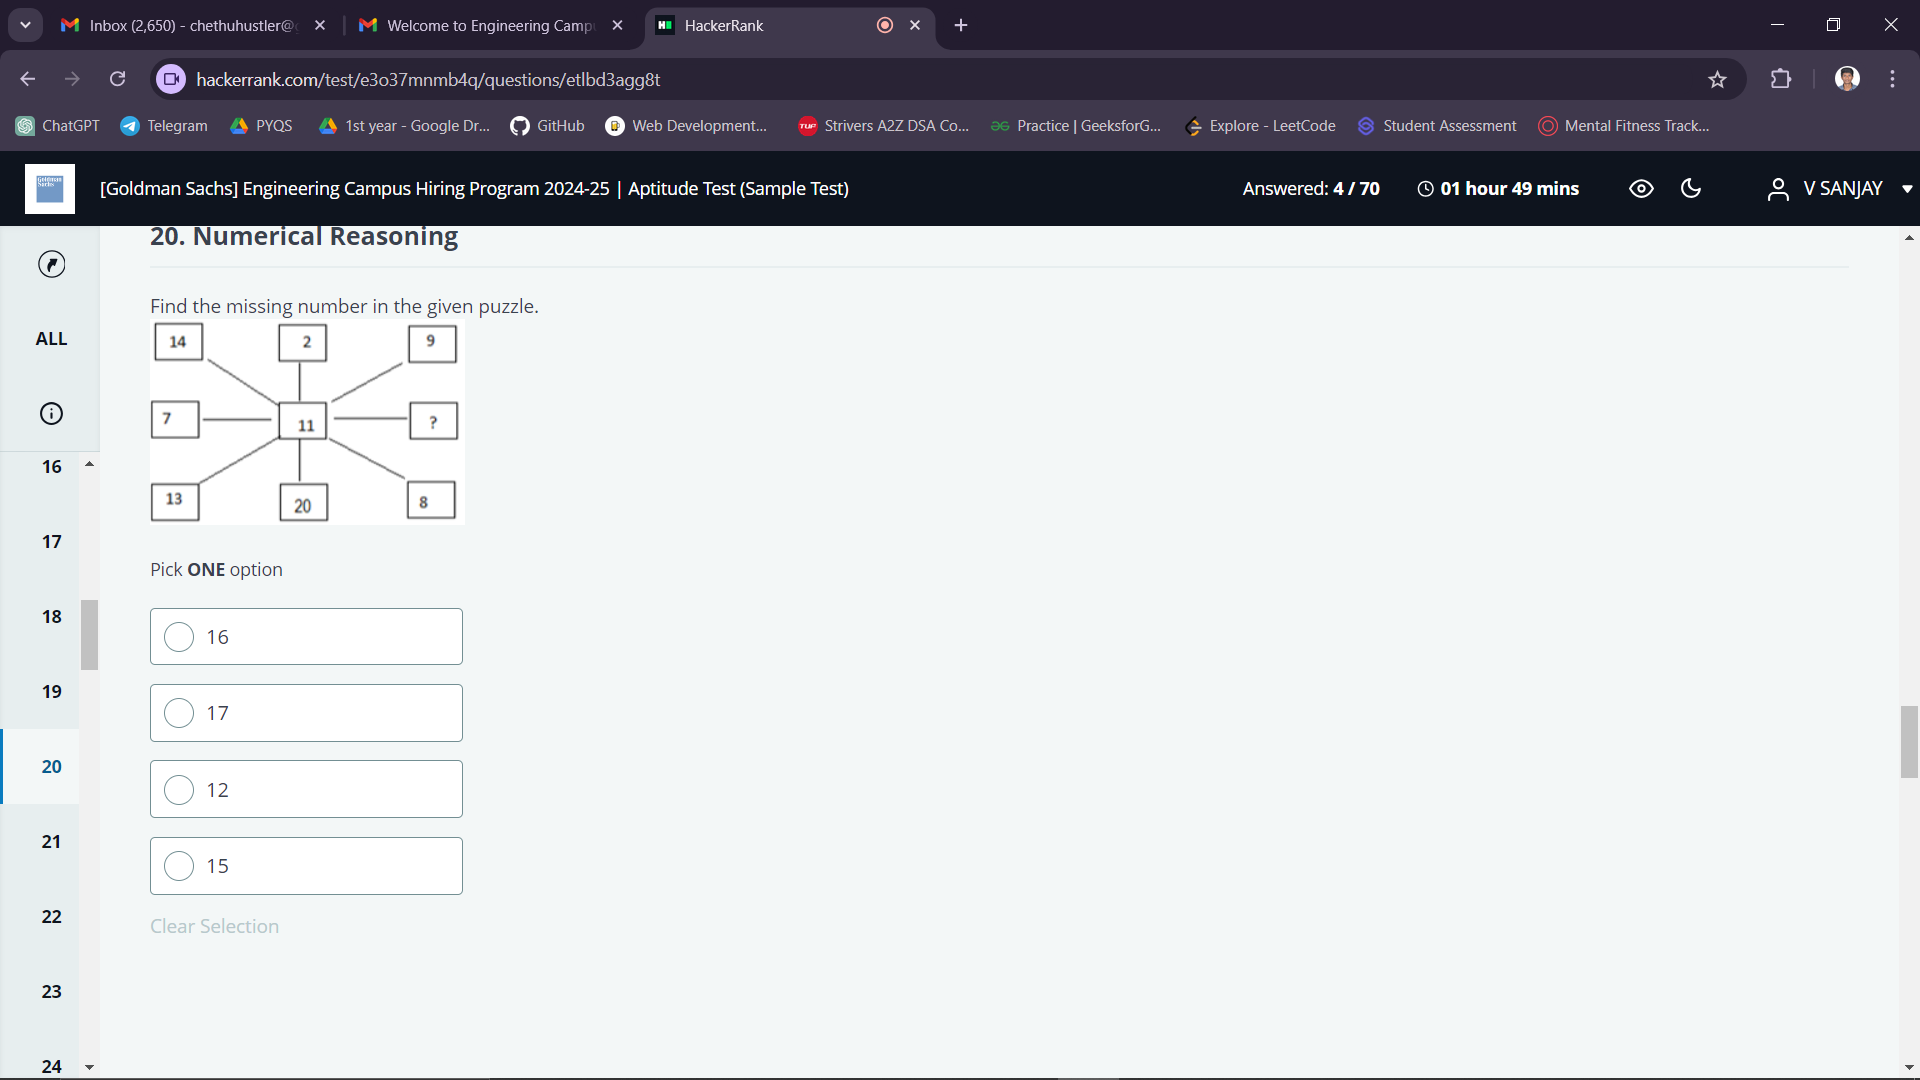 Inbox (2,650) - chethuhustler@g
Welcome to Engineering Camp
HackerRank
hackerrank.com/test/e3o37mnmb4q/questions/etlbd3agg8t
ChatGPT
Telegram
PYQS
1st year - Google Dr...
GitHub
Web Development...
TUF
Strivers A2Z DSA Co...
Practice | GeeksforG...
Explore - LeetCode
Student Assessment
Mental Fitness Track...
Goldman
Sachs
[Goldman Sachs] Engineering Campus Hiring Program 2024-25 | Aptitude Test (Sample Test)
Answered: 4 / 70
01 hour 49 mins
V SANJAY
ALL
16
17
18
19
20
21
22
23
24
20. Numerical Reasoning
Find the missing number in the given puzzle.
14 2 9
7 11 ?
13 20 8
Pick ONE option
16
17
12
15
Clear Selection